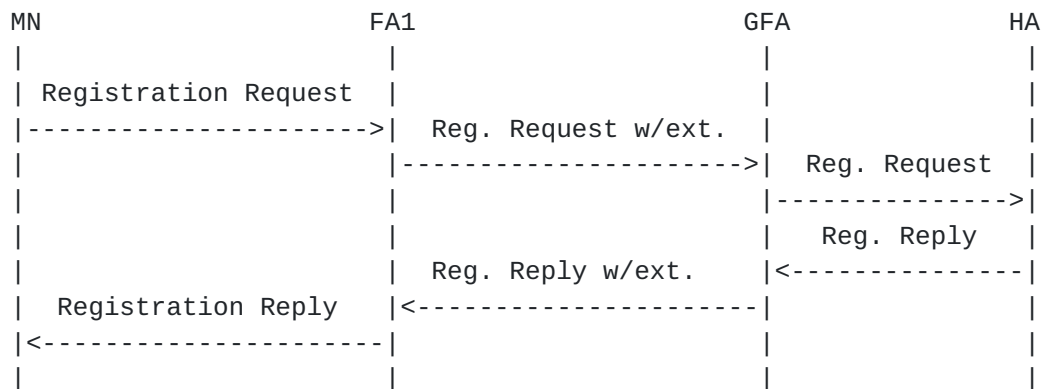 MN FA1 GFA HA
Registration Request
Reg. Request w/ext.
Reg. Request
Reg. Reply
Reg. Reply w/ext.
Registration Reply